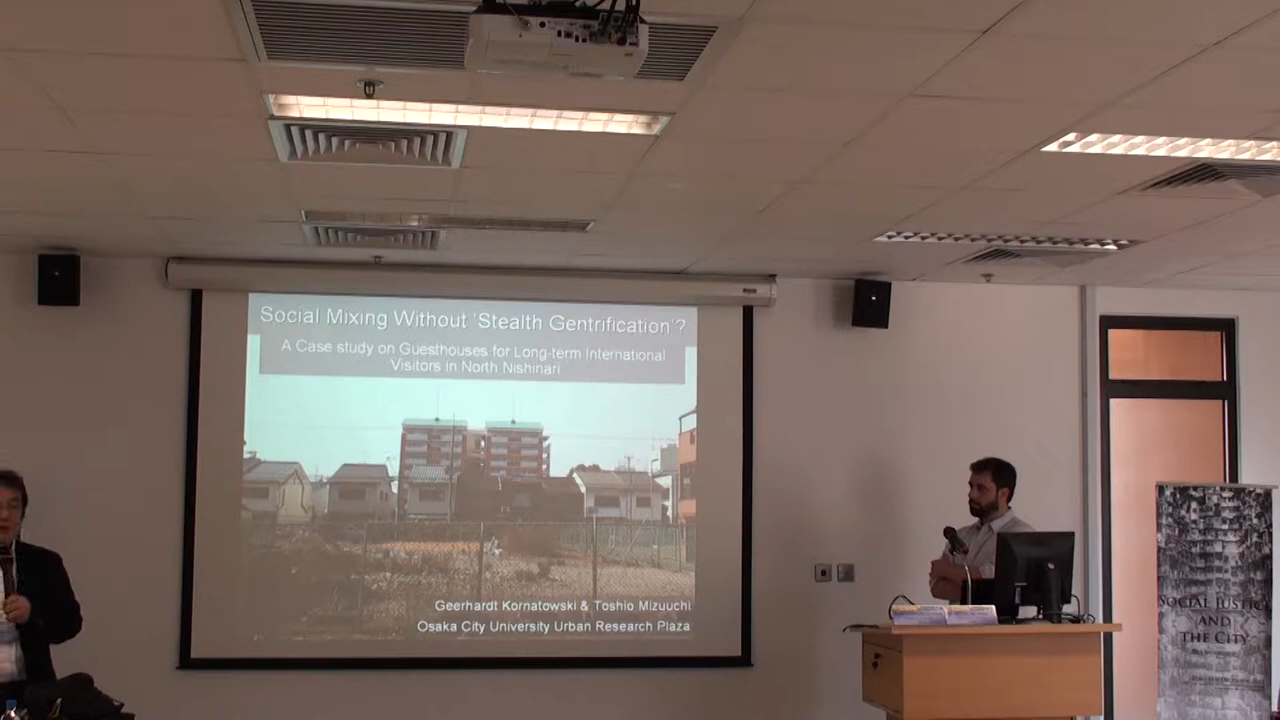 Social Mixing Without 'Stealth Gentrification'?
A Case study on Guesthouses for Long-term International
Visitors in North Nishinari
Geerhardt Kornatowski & Toshio Mizuuchi
Osaka City University Urban Research Plaza
SOCIAL JUSTICE
AND
THE CITY